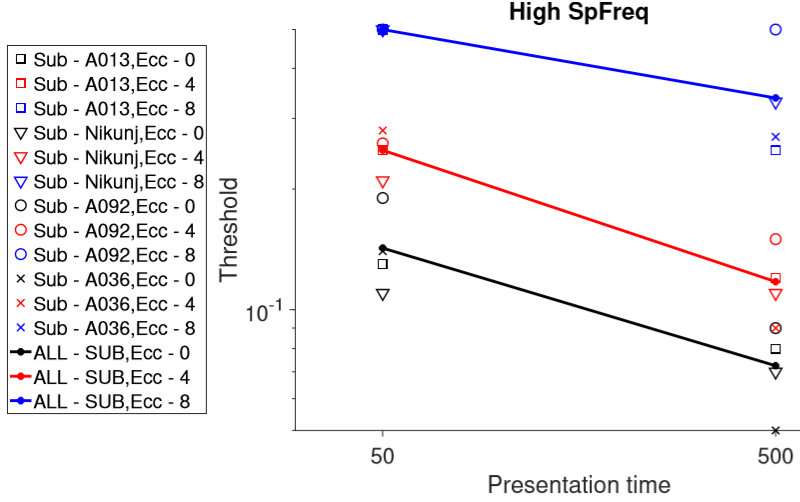 High SpFreq
Sub - A013,Ecc - 0
Sub - A013,Ecc - 4
Sub - A013,Ecc - 8
Sub - Nikunj,Ecc - 0
Sub - Nikunj,Ecc - 4
Sub - Nikunj,Ecc - 8
Sub - A092,Ecc - 0
Sub - A092,Ecc - 4
Sub - A092,Ecc - 8
Sub - A036,Ecc - 0
Sub - A036,Ecc - 4
Sub - A036,Ecc - 8
ALL - SUB,Ecc - 0
ALL - SUB,Ecc - 4
ALL - SUB,Ecc - 8
Threshold
10^-1
50 500
Presentation time